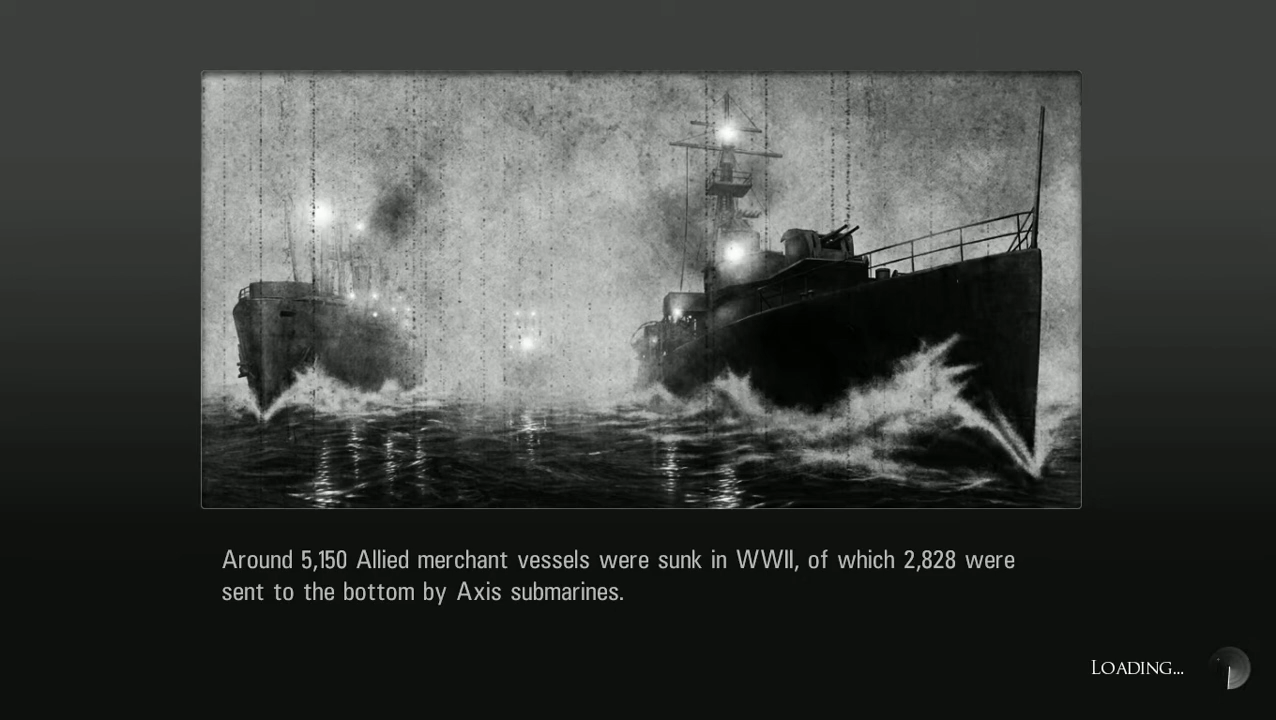 Around 5,150 Allied merchant vessels were sunk in WWII, of which 2,828 were
sent to the bottom by Axis submarines.
Loading...